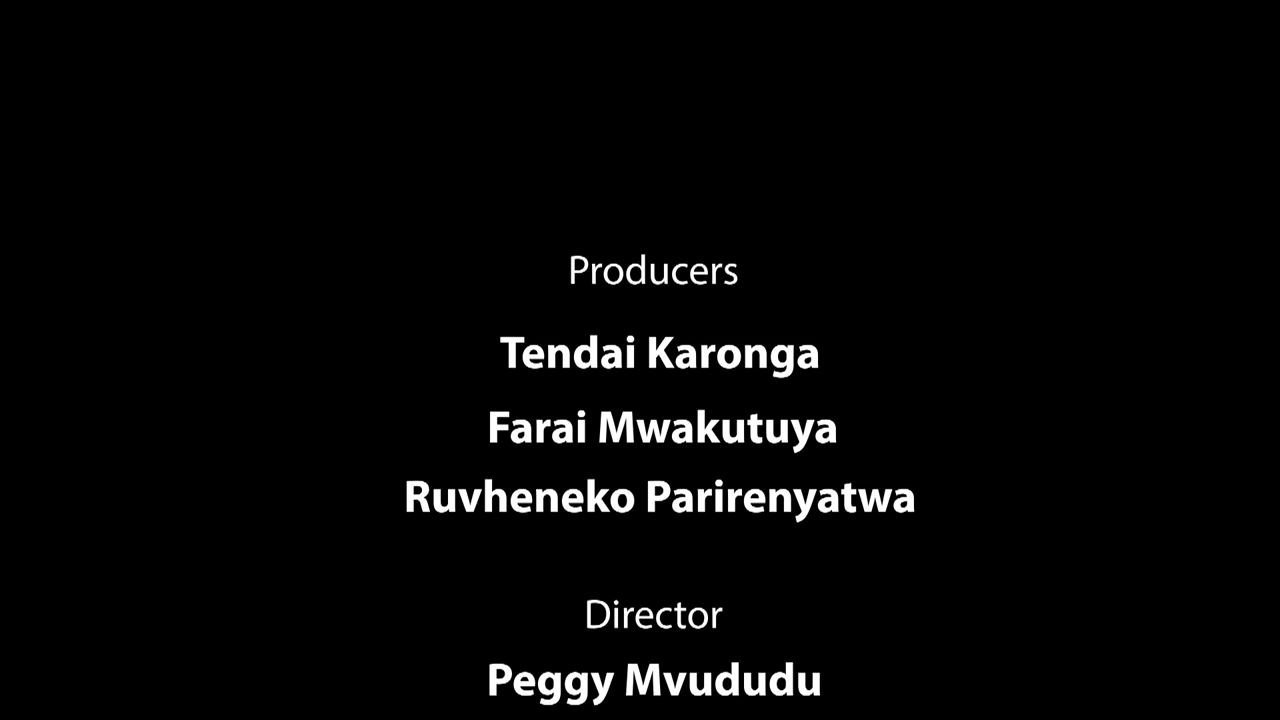 Producers
Tendai Karonga
Farai Mwakutuya
Ruvheneko Parirenyatwa
Director
Peggy Mvududu